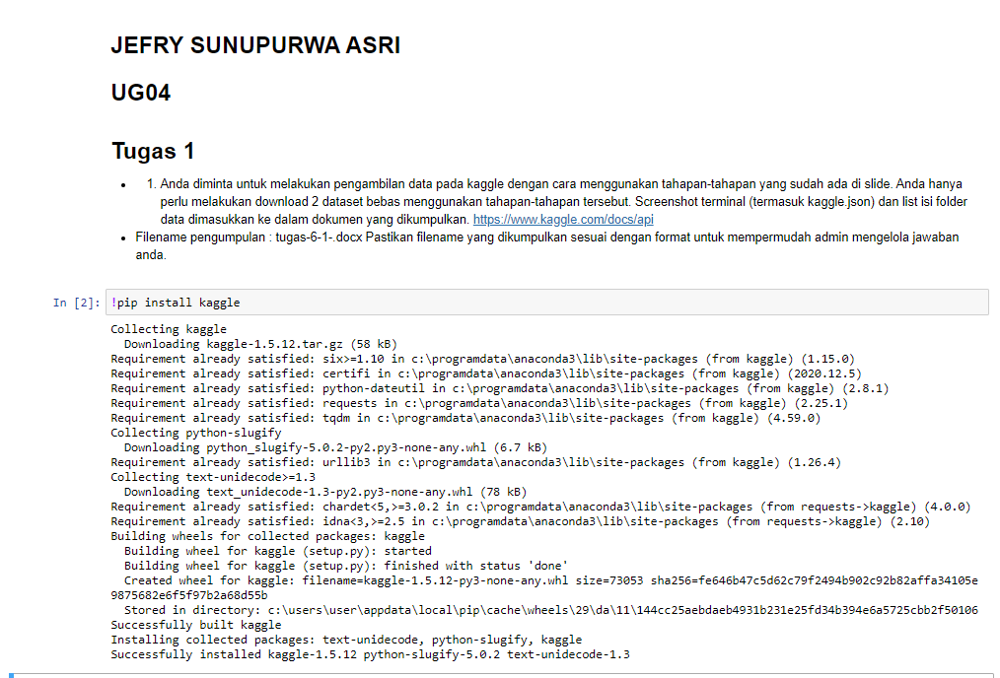 JEFRY SUNUPURWA ASRI
UG04
Tugas 1
• 1. Anda diminta untuk melakukan pengambilan data pada kaggle dengan cara menggunakan tahapan-tahapan yang sudah ada di slide. Anda hanya
perlu melakukan download 2 dataset bebas menggunakan tahapan-tahapan tersebut. Screenshot terminal (termasuk kaggle.json) dan list isi folder
data dimasukkan ke dalam dokumen yang dikumpulkan. https://www.kaggle.com/docs/api
• Filename pengumpulan : tugas-6-1-.docx Pastikan filename yang dikumpulkan sesuai dengan format untuk mempermudah admin mengelola jawaban
anda.
In [2]: !pip install kaggle
Collecting kaggle
  Downloading kaggle-1.5.12.tar.gz (58 kB)
Requirement already satisfied: six>=1.10 in c:\programdata\anaconda3\lib\site-packages (from kaggle) (1.15.0)
Requirement already satisfied: certifi in c:\programdata\anaconda3\lib\site-packages (from kaggle) (2020.12.5)
Requirement already satisfied: python-dateutil in c:\programdata\anaconda3\lib\site-packages (from kaggle) (2.8.1)
Requirement already satisfied: requests in c:\programdata\anaconda3\lib\site-packages (from kaggle) (2.25.1)
Requirement already satisfied: tqdm in c:\programdata\anaconda3\lib\site-packages (from kaggle) (4.59.0)
Collecting python-slugify
  Downloading python_slugify-5.0.2-py2.py3-none-any.whl (6.7 kB)
Requirement already satisfied: urllib3 in c:\programdata\anaconda3\lib\site-packages (from kaggle) (1.26.4)
Collecting text-unidecode>=1.3
  Downloading text_unidecode-1.3-py2.py3-none-any.whl (78 kB)
Requirement already satisfied: chardet<5,>=3.0.2 in c:\programdata\anaconda3\lib\site-packages (from requests->kaggle) (4.0.0)
Requirement already satisfied: idna<3,>=2.5 in c:\programdata\anaconda3\lib\site-packages (from requests->kaggle) (2.10)
Building wheels for collected packages: kaggle
  Building wheel for kaggle (setup.py): started
  Building wheel for kaggle (setup.py): finished with status 'done'
  Created wheel for kaggle: filename=kaggle-1.5.12-py3-none-any.whl size=73053 sha256=fe646b47c5d62c79f2494b902c92b82affa34105e
9875682e6f5f97b2a68d55b
  Stored in directory: c:\users\user\appdata\local\pip\cache\wheels\29\da\11\144cc25aebdaeb4931b231e25fd34b394e6a5725cbb2f50106
Successfully built kaggle
Installing collected packages: text-unidecode, python-slugify, kaggle
Successfully installed kaggle-1.5.12 python-slugify-5.0.2 text-unidecode-1.3